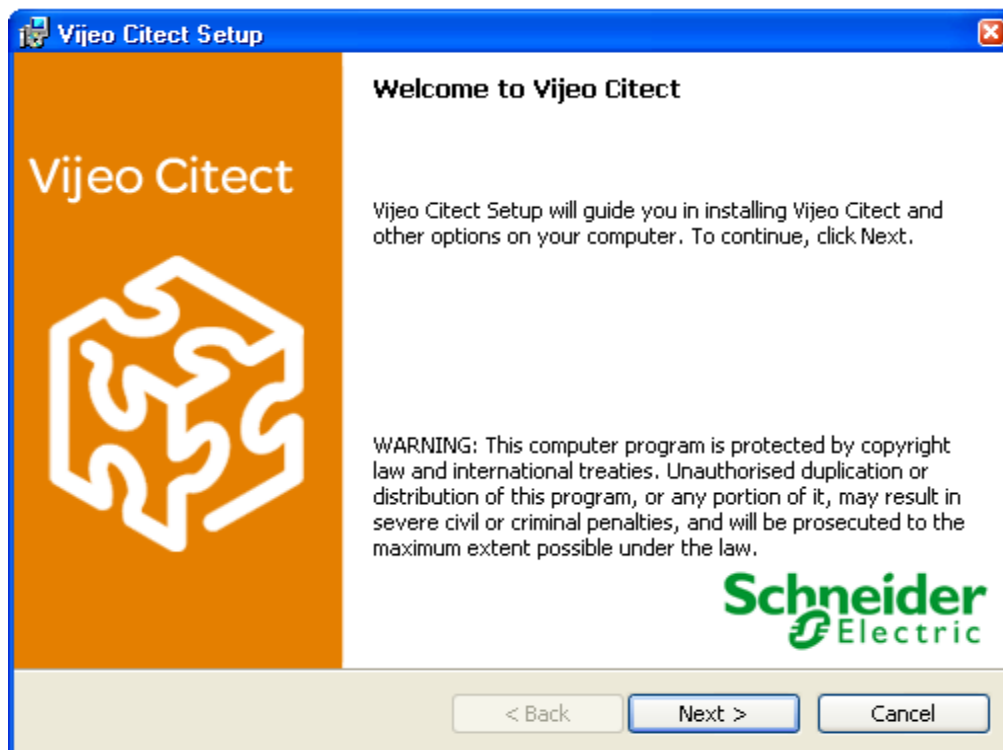 Vijeo Citect Setup
Welcome to Vijeo Citect
Vijeo Citect
Vijeo Citect Setup will guide you in installing Vijeo Citect and
other options on your computer. To continue, click Next.
WARNING: This computer program is protected by copyright
law and international treaties. Unauthorised duplication or
distribution of this program, or any portion of it, may result in
severe civil or criminal penalties, and will be prosecuted to the
maximum extent possible under the law.
Schneider
Electric
< Back
Next >
Cancel